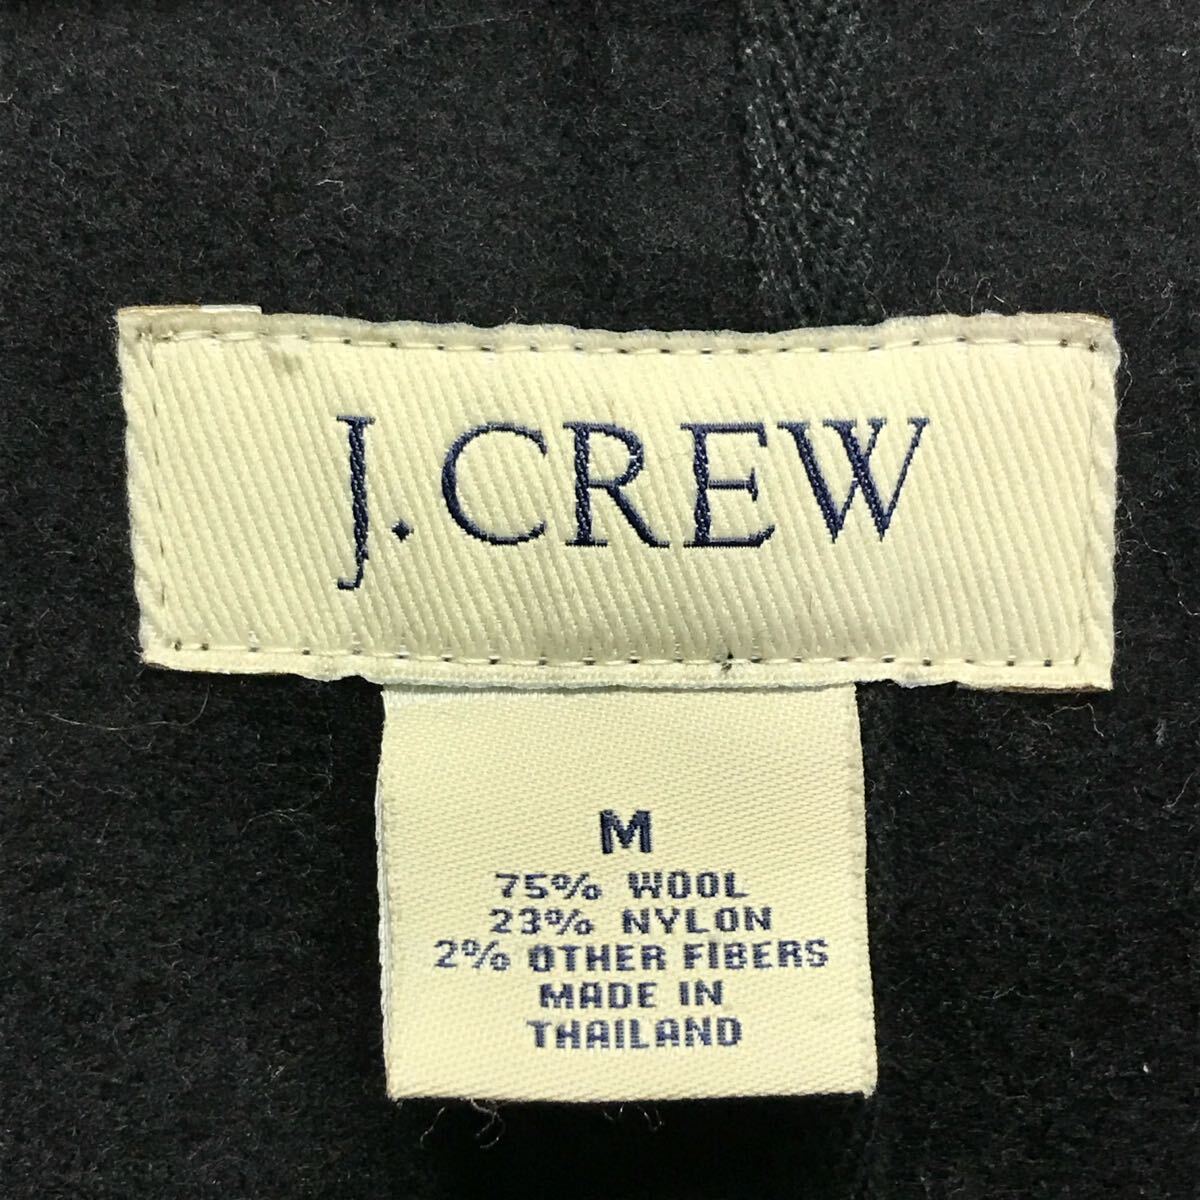 J.CREW
M
75% WOOL
23% NYLON
2% OTHER FIBERS
MADE IN
THAILAND